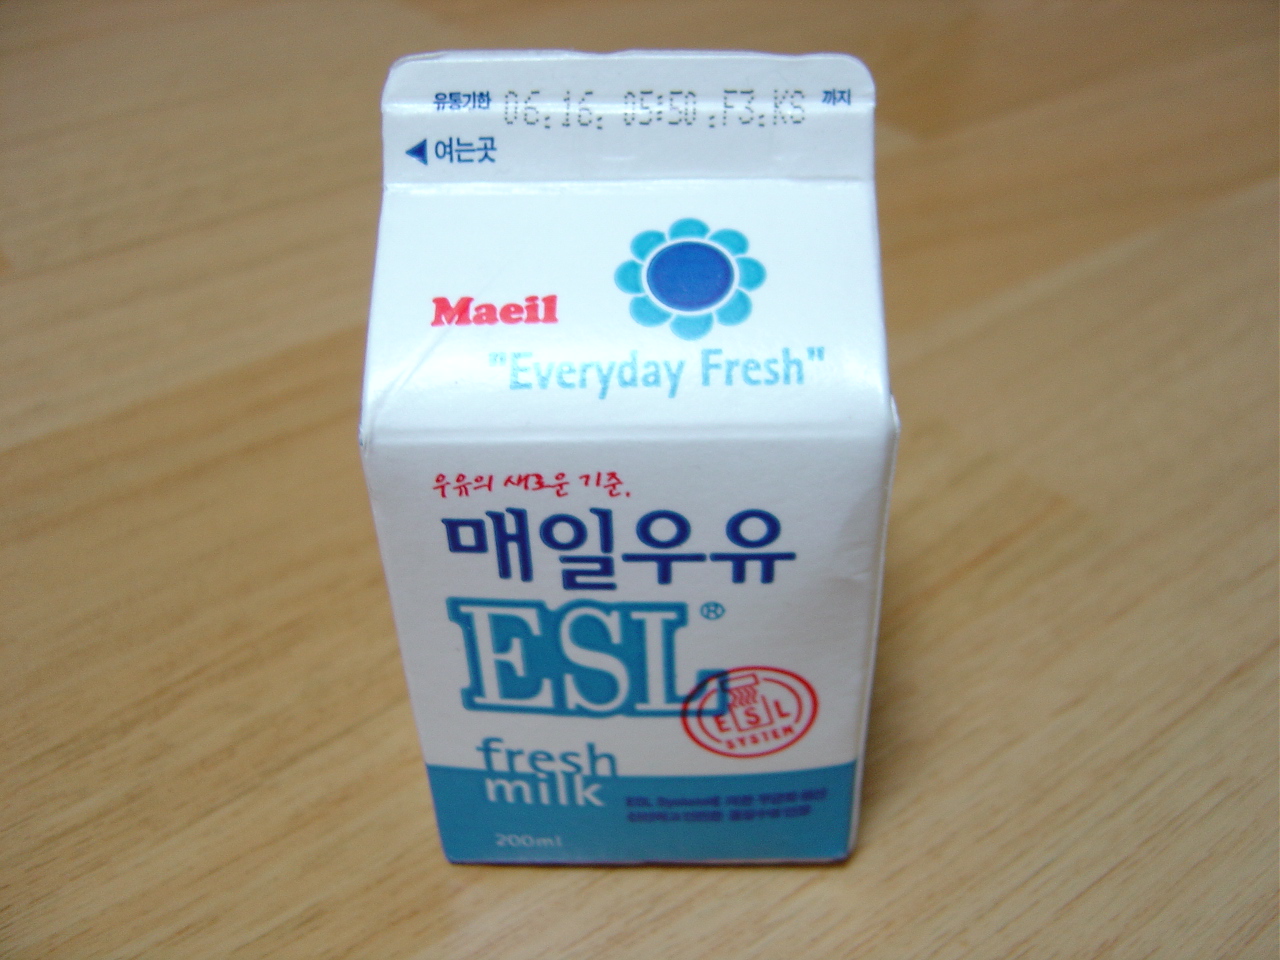 유통기한 06.16. 05:50 .F3.KS 까지
◀ 여는곳
Maeil
"Everyday Fresh"
우유의 새로운 기준.
매일우유
ESL®
ESL
SYSTEM
fresh
milk
200ml